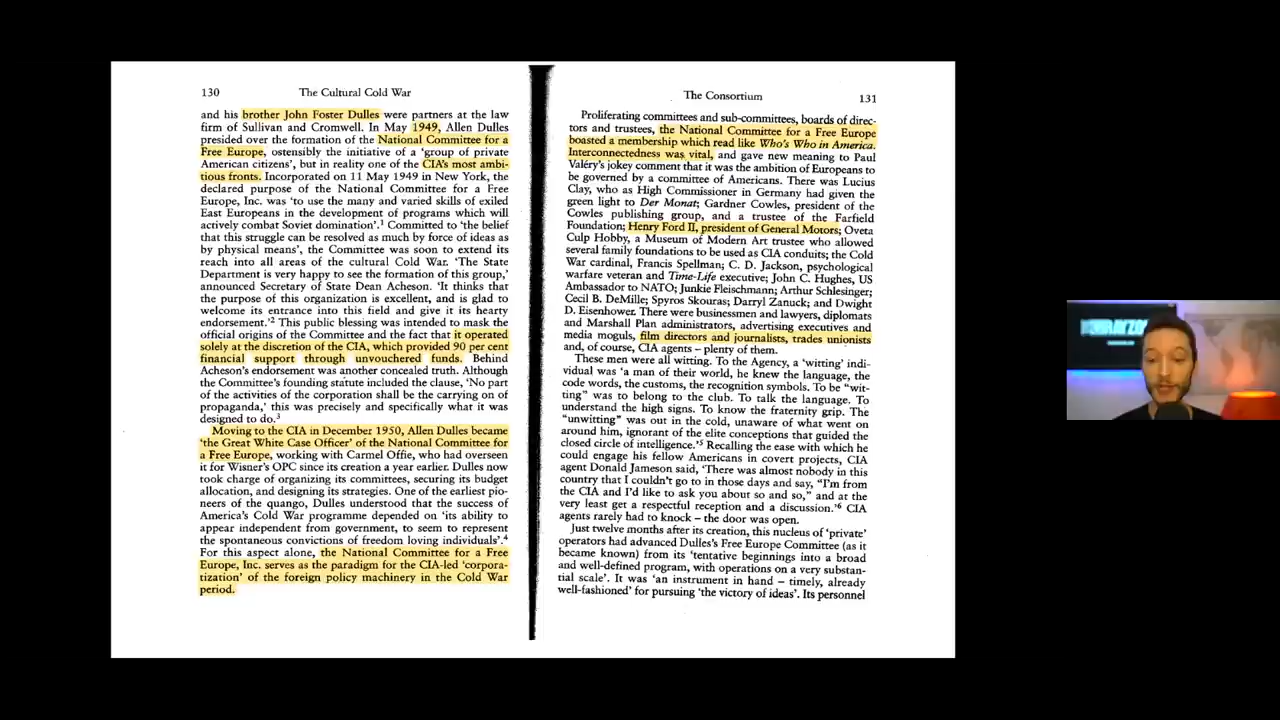 130
The Cultural Cold War
and his brother John Foster Dulles were partners at the law
firm of Sullivan and Cromwell. In May 1949, Allen Dulles
presided over the formation of the National Committee for a
Free Europe, ostensibly the initiative of a ‘group of private
American citizens’, but in reality one of the CIA’s most ambi-
tious fronts. Incorporated on 11 May 1949 in New York, the
declared purpose of the National Committee for a Free
Europe, Inc. was ‘to use the many and varied skills of exiled
East Europeans in the development of programs which will
actively combat Soviet domination’.1 Committed to ‘the belief
that this struggle can be resolved as much by force of ideas as
by physical means’, the Committee was soon to extend its
reach into all areas of the cultural Cold War. ‘The State
Department is very happy to see the formation of this group,’
announced Secretary of State Dean Acheson. ‘It thinks that
the purpose of this organization is excellent, and is glad to
welcome its entrance into this field and give it its hearty
endorsement.’2 This public blessing was intended to mask the
official origins of the Committee and the fact that it operated
solely at the discretion of the CIA, which provided 90 per cent
financial support through unvouchered funds. Behind
Acheson’s endorsement was another concealed truth. Although
the Committee’s founding statute included the clause, ‘No part
of the activities of the corporation shall be the carrying on of
propaganda,’ this was precisely and specifically what it was
designed to do.3
Moving to the CIA in December 1950, Allen Dulles became
‘the Great White Case Officer’ of the National Committee for
a Free Europe, working with Carmel Offie, who had overseen
it for Wisner’s OPC since its creation a year earlier. Dulles now
took charge of organizing its committees, securing its budget
allocation, and designing its strategies. One of the earliest pio-
neers of the quango, Dulles understood that the success of
America’s Cold War programme depended on ‘its ability to
appear independent from government, to seem to represent
the spontaneous convictions of freedom loving individuals’.4
For this aspect alone, the National Committee for a Free
Europe, Inc. serves as the paradigm for the CIA-led ‘corpora-
tization’ of the foreign policy machinery in the Cold War
period.
The Consortium
131
Proliferating committees and sub-committees, boards of direc-
tors and trustees, the National Committee for a Free Europe
boasted a membership which read like Who’s Who in America.
Interconnectedness was vital, and gave new meaning to Paul
Valéry’s jokey comment that it was the ambition of Europeans to
be governed by a committee of Americans. There was Lucius
Clay, who as High Commissioner in Germany had given the
green light to Der Monat; Gardner Cowles, president of the
Cowles publishing group, and a trustee of the Farfield
Foundation; Henry Ford II, president of General Motors; Oveta
Culp Hobby, a Museum of Modern Art trustee who allowed
several family foundations to be used as CIA conduits; the Cold
War cardinal, Francis Spellman; C. D. Jackson, psychological
warfare veteran and Time-Life executive; John C. Hughes, US
Ambassador to NATO; Junkie Fleischmann; Arthur Schlesinger;
Cecil B. DeMille; Spyros Skouras; Darryl Zanuck; and Dwight
D. Eisenhower. There were businessmen and lawyers, diplomats
and Marshall Plan administrators, advertising executives and
media moguls, film directors and journalists, trades unionists
and, of course, CIA agents – plenty of them.
These men were all witting. To the Agency, a ‘witting’ indi-
vidual was ‘a man of their world, he knew the language, the
code words, the customs, the recognition symbols. To be “wit-
ting” was to belong to the club. To talk the language. To
understand the high signs. To know the fraternity grip. The
“unwitting” was out in the cold, unaware of what went on
around him, ignorant of the elite conceptions that guided the
closed circle of intelligence.’5 Recalling the ease with which he
could engage his fellow Americans in covert projects, CIA
agent Donald Jameson said, ‘There was almost nobody in this
country that I couldn’t go to in those days and say, “I’m from
the CIA and I’d like to ask you about so and so,” and at the
very least get a respectful reception and a discussion.’6 CIA
agents rarely had to knock – the door was open.
Just twelve months after its creation, this nucleus of ‘private’
operators had advanced Dulles’s Free Europe Committee (as it
became known) from its ‘tentative beginnings into a broad
and well-defined program, with operations on a very substan-
tial scale’. It was ‘an instrument in hand – timely, already
well-fashioned’ for pursuing ‘the victory of ideas’. Its personnel